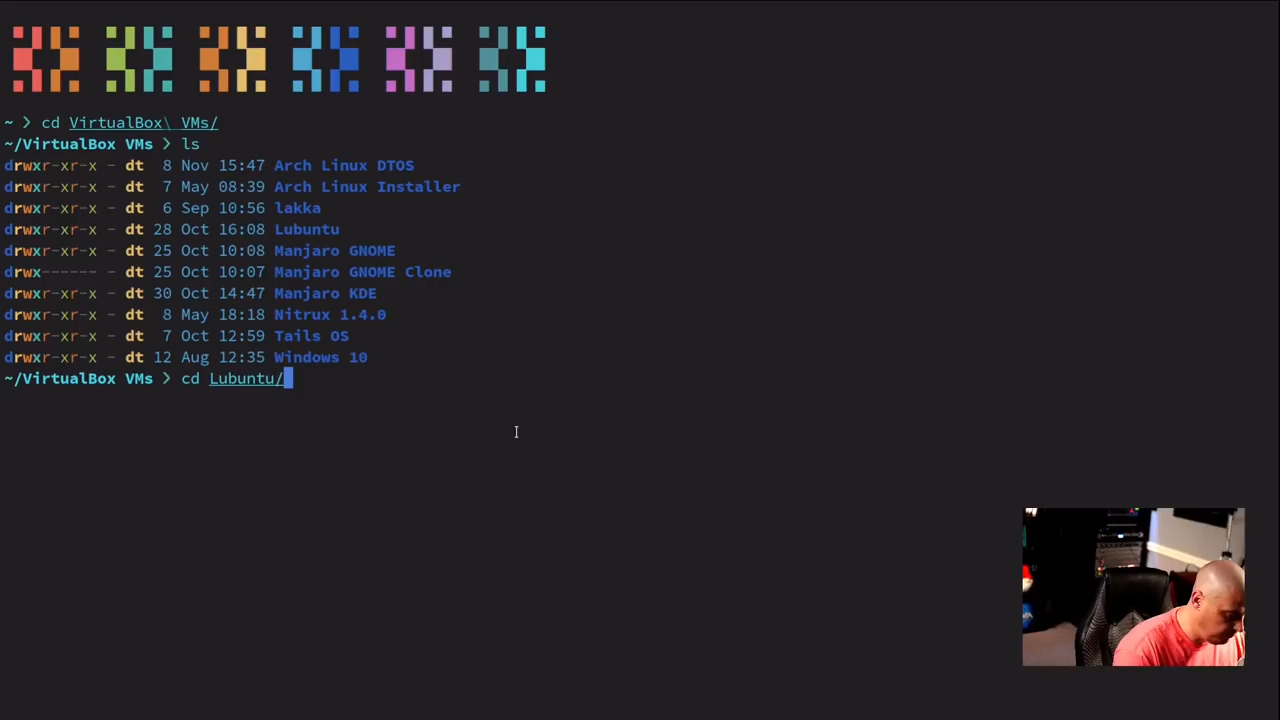 ~ > cd VirtualBox\ VMs/
~/VirtualBox VMs > ls
drwxr-xr-x - dt  8 Nov 15:47 Arch Linux DTOS
drwxr-xr-x - dt  7 May 08:39 Arch Linux Installer
drwxr-xr-x - dt  6 Sep 10:56 lakka
drwxr-xr-x - dt 28 Oct 16:08 Lubuntu
drwxr-xr-x - dt 25 Oct 10:08 Manjaro GNOME
drwx------ - dt 25 Oct 10:07 Manjaro GNOME Clone
drwxr-xr-x - dt 30 Oct 14:47 Manjaro KDE
drwxr-xr-x - dt  8 May 18:18 Nitrux 1.4.0
drwxr-xr-x - dt  7 Oct 12:59 Tails OS
drwxr-xr-x - dt 12 Aug 12:35 Windows 10
~/VirtualBox VMs > cd Lubuntu/